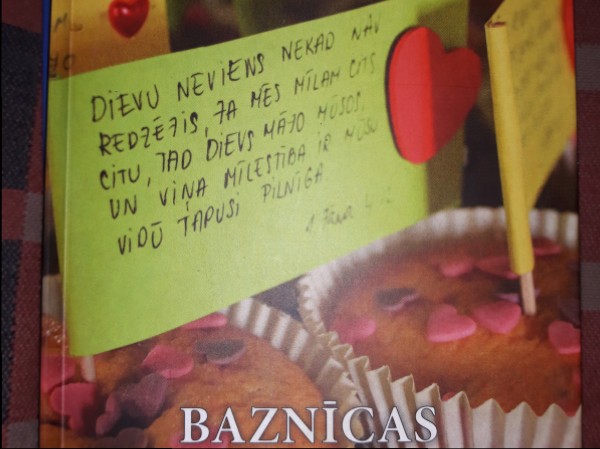 DIEVU NEVIENS NEKAD NAV
REDZĒJIS, JA MĒS MĪLAM CITS
CITU, TAD DIEVS MĀJO MŪSOS,
UN VIŅA MĪLESTĪBA IR MŪSU
VIDŪ TAPUSI PILNĪGA
BAZNĪCAS